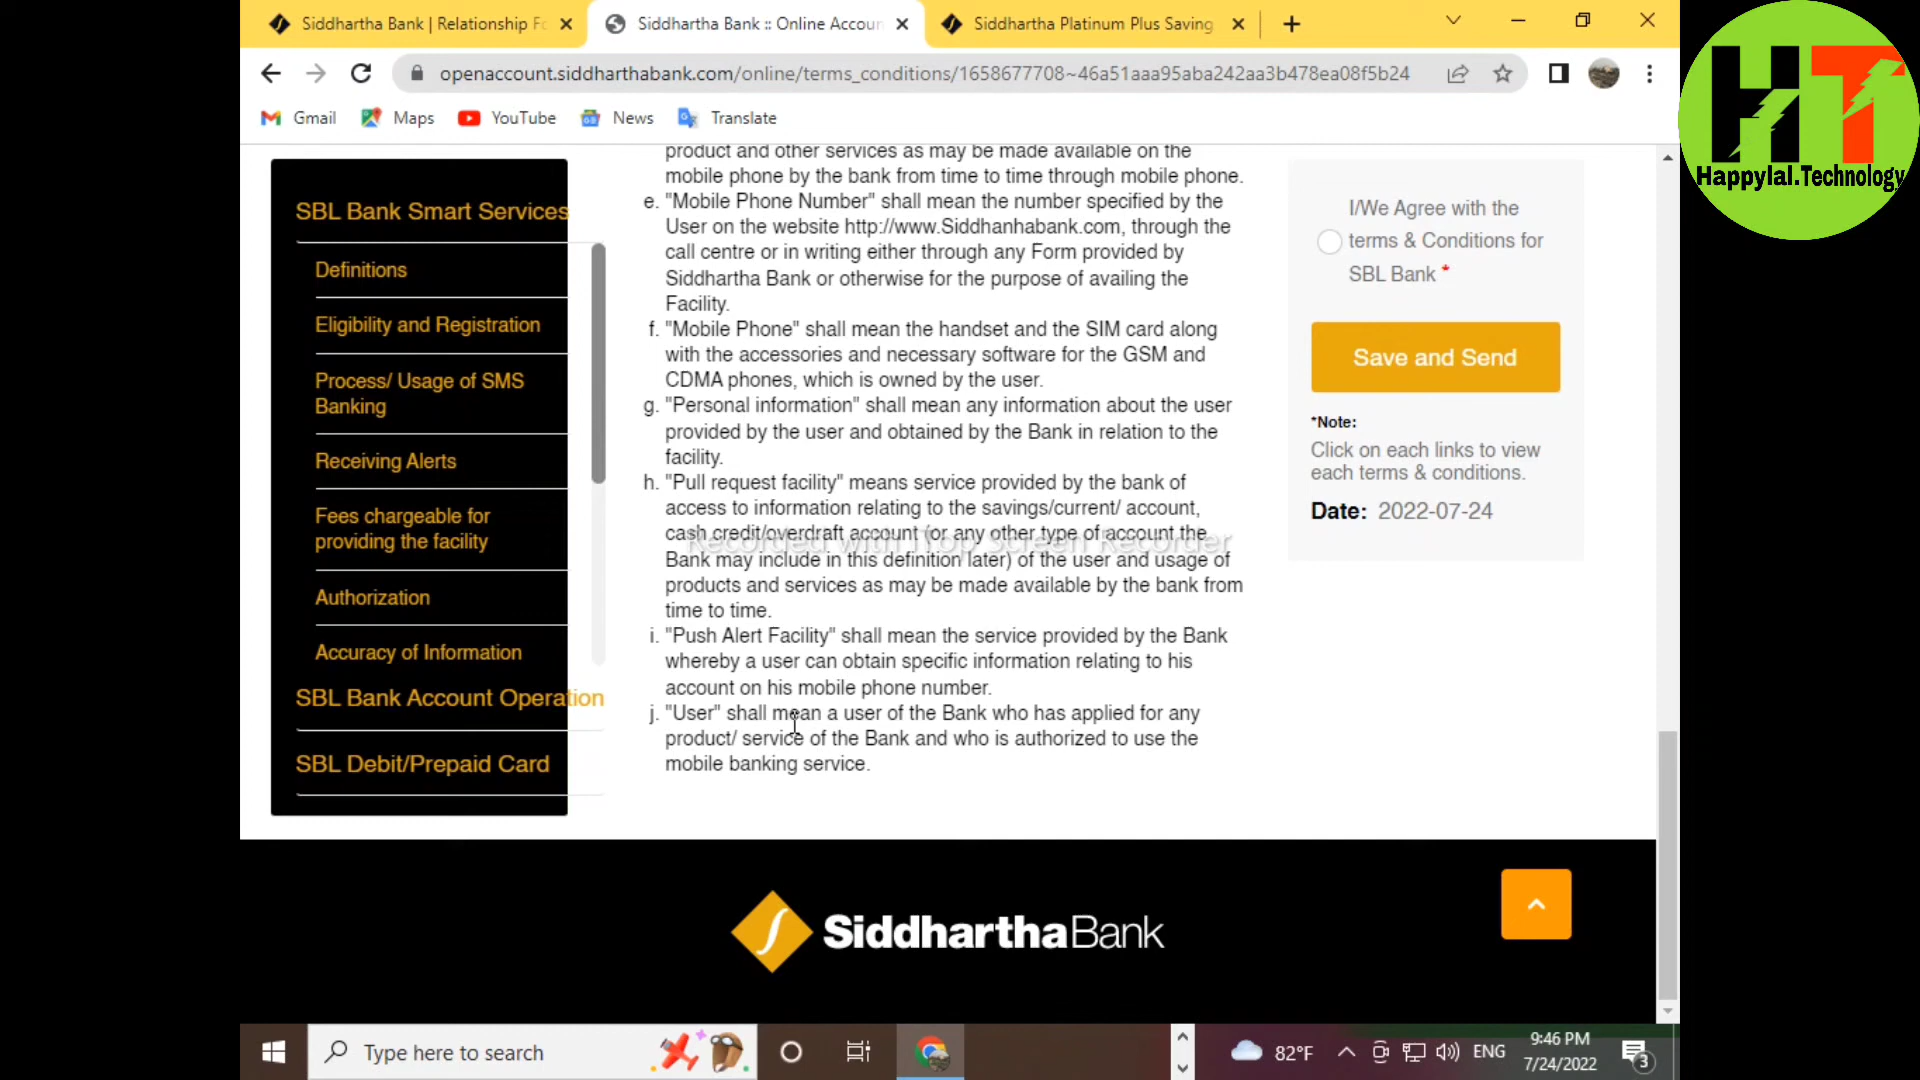 Siddhartha Bank | Relationship Fo
Siddhartha Bank :: Online Accoun
Siddhartha Platinum Plus Saving
openaccount.siddharthabank.com/online/terms_conditions/1658677708~46a51aaa95aba242aa3b478ea08f5b24
Gmail
Maps
YouTube
News
Translate
HT
Happylal.Technology
SBL Bank Smart Services
Definitions
Eligibility and Registration
Process/ Usage of SMS
Banking
Receiving Alerts
Fees chargeable for
providing the facility
Authorization
Accuracy of Information
SBL Bank Account Operation
SBL Debit/Prepaid Card
product and other services as may be made available on the
mobile phone by the bank from time to time through mobile phone.
e. "Mobile Phone Number" shall mean the number specified by the
User on the website http://www.Siddhanhabank.com, through the
call centre or in writing either through any Form provided by
Siddhartha Bank or otherwise for the purpose of availing the
Facility.
f. "Mobile Phone" shall mean the handset and the SIM card along
with the accessories and necessary software for the GSM and
CDMA phones, which is owned by the user.
g. "Personal information" shall mean any information about the user
provided by the user and obtained by the Bank in relation to the
facility.
h. "Pull request facility" means service provided by the bank of
access to information relating to the savings/current/ account,
cash credit/overdraft account (or any other type of account the
Recorded with iTop Screen Recorder
Bank may include in this definition later) of the user and usage of
products and services as may be made available by the bank from
time to time.
i. "Push Alert Facility" shall mean the service provided by the Bank
whereby a user can obtain specific information relating to his
account on his mobile phone number.
j. "User" shall mean a user of the Bank who has applied for any
product/ service of the Bank and who is authorized to use the
mobile banking service.
I/We Agree with the
terms & Conditions for
SBL Bank *
Save and Send
*Note:
Click on each links to view
each terms & conditions.
Date: 2022-07-24
SiddharthaBank
Type here to search
82°F
ENG
9:46 PM
7/24/2022
3